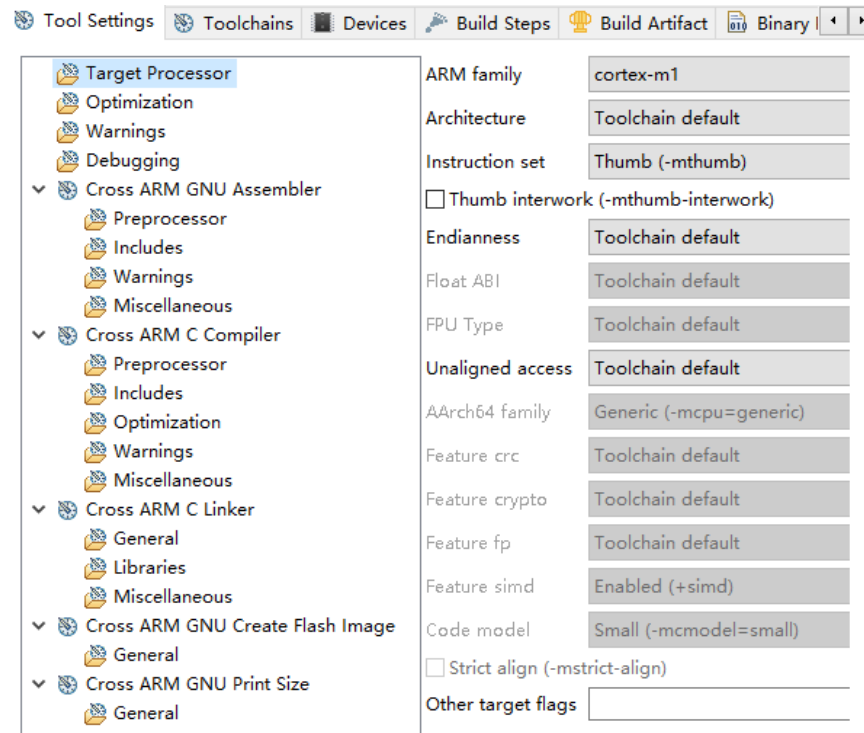 Tool Settings Toolchains Devices Build Steps Build Artifact Binary
Target Processor
Optimization
Warnings
Debugging
Cross ARM GNU Assembler
Preprocessor
Includes
Warnings
Miscellaneous
Cross ARM C Compiler
Preprocessor
Includes
Optimization
Warnings
Miscellaneous
Cross ARM C Linker
General
Libraries
Miscellaneous
Cross ARM GNU Create Flash Image
General
Cross ARM GNU Print Size
General
ARM family cortex-m1
Architecture Toolchain default
Instruction set Thumb (-mthumb)
Thumb interwork (-mthumb-interwork)
Endianness Toolchain default
Float ABI Toolchain default
FPU Type Toolchain default
Unaligned access Toolchain default
AArch64 family Generic (-mcpu=generic)
Feature crc Toolchain default
Feature crypto Toolchain default
Feature fp Toolchain default
Feature simd Enabled (+simd)
Code model Small (-mcmodel=small)
Strict align (-mstrict-align)
Other target flags